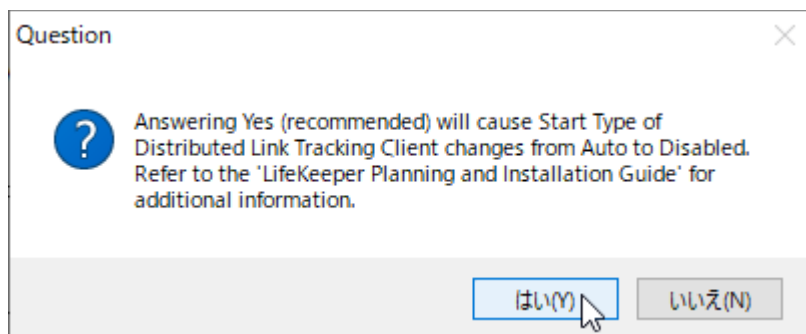 Question
?
Answering Yes (recommended) will cause Start Type of
Distributed Link Tracking Client changes from Auto to Disabled.
Refer to the 'LifeKeeper Planning and Installation Guide' for
additional information.
はい(Y) いいえ(N)